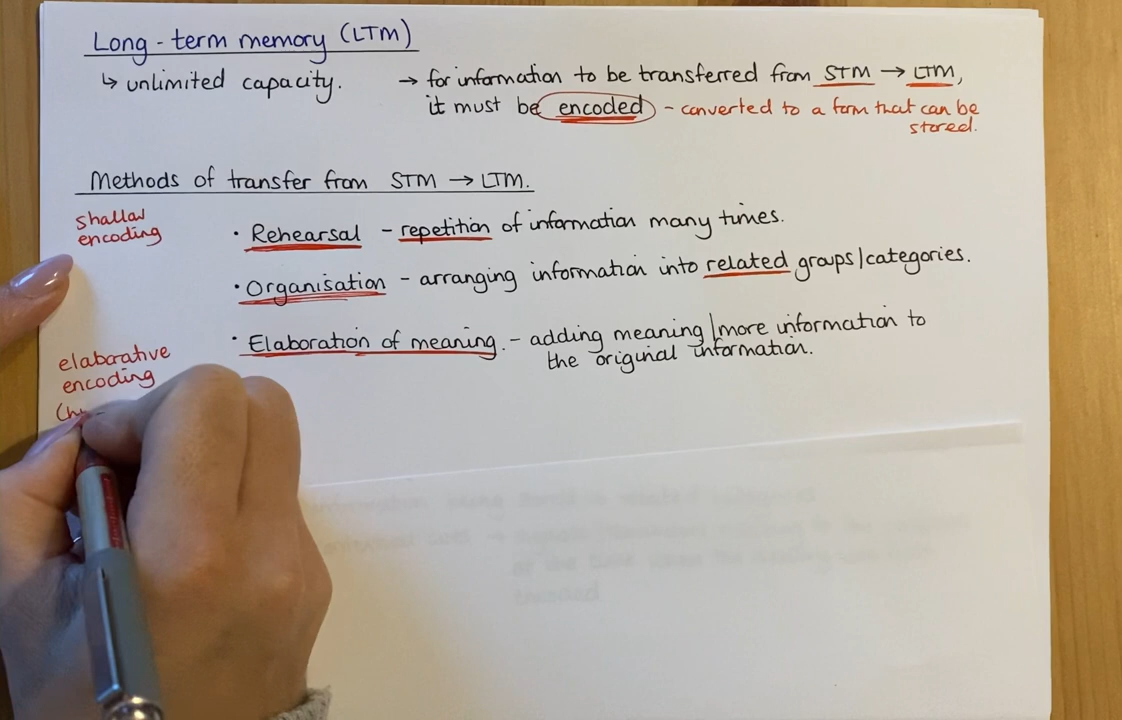 Long-term memory (LTM)
↳ unlimited capacity.
→ for information to be transferred from STM → LTM,
it must be encoded - converted to a form that can be
stored.
Methods of transfer from STM → LTM.
shallow
encoding
· Rehearsal - repetition of information many times.
· Organisation - arranging information into related groups/categories.
· Elaboration of meaning. - adding meaning/more information to
the original information.
elaborative
encoding